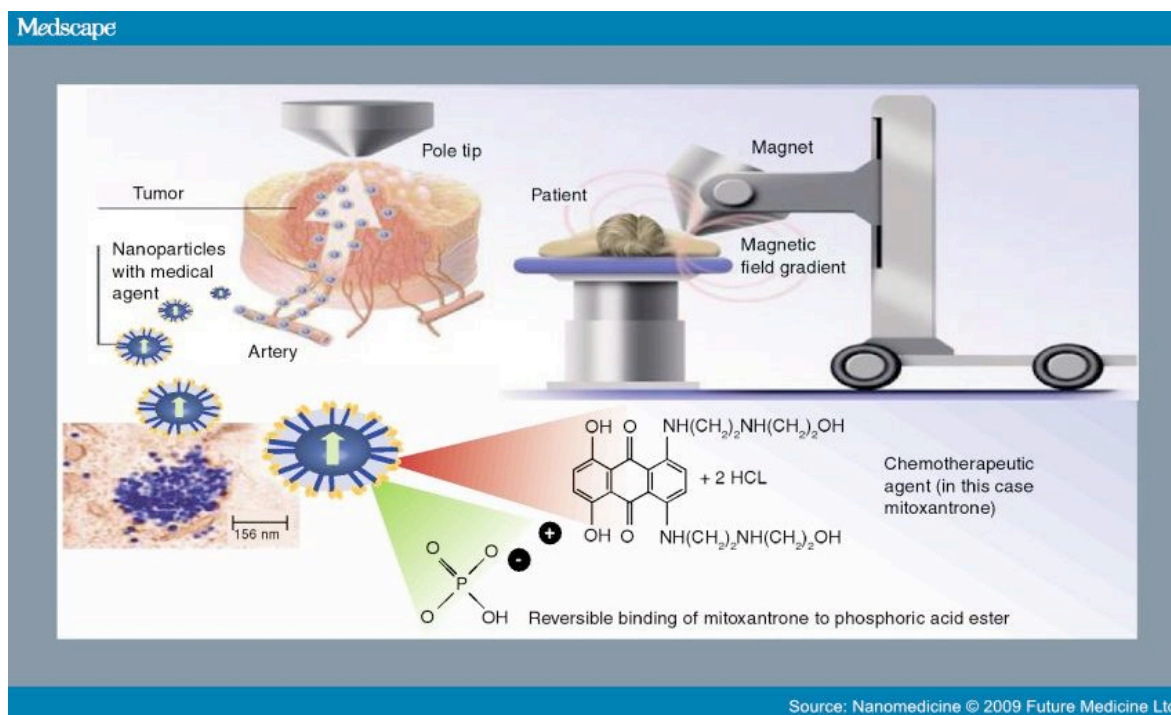 Medscape
Pole tip
Tumor
Nanoparticles
with medical
agent
Artery
Magnet
Patient
Magnetic
field gradient
156 nm
OH O NH(CH₂)₂NH(CH₂)₂OH
+ 2 HCL
OH O NH(CH₂)₂NH(CH₂)₂OH
Chemotherapeutic
agent (in this case
mitoxantrone)
+
-
O O
P
O OH
Reversible binding of mitoxantrone to phosphoric acid ester
Source: Nanomedicine © 2009 Future Medicine Ltd